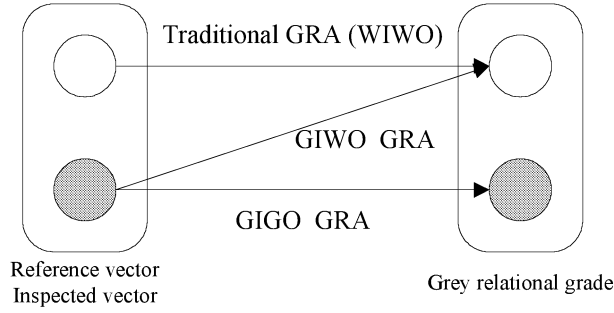 Traditional GRA (WIWO)
GIWO GRA
GIGO GRA
Reference vector
Inspected vector
Grey relational grade